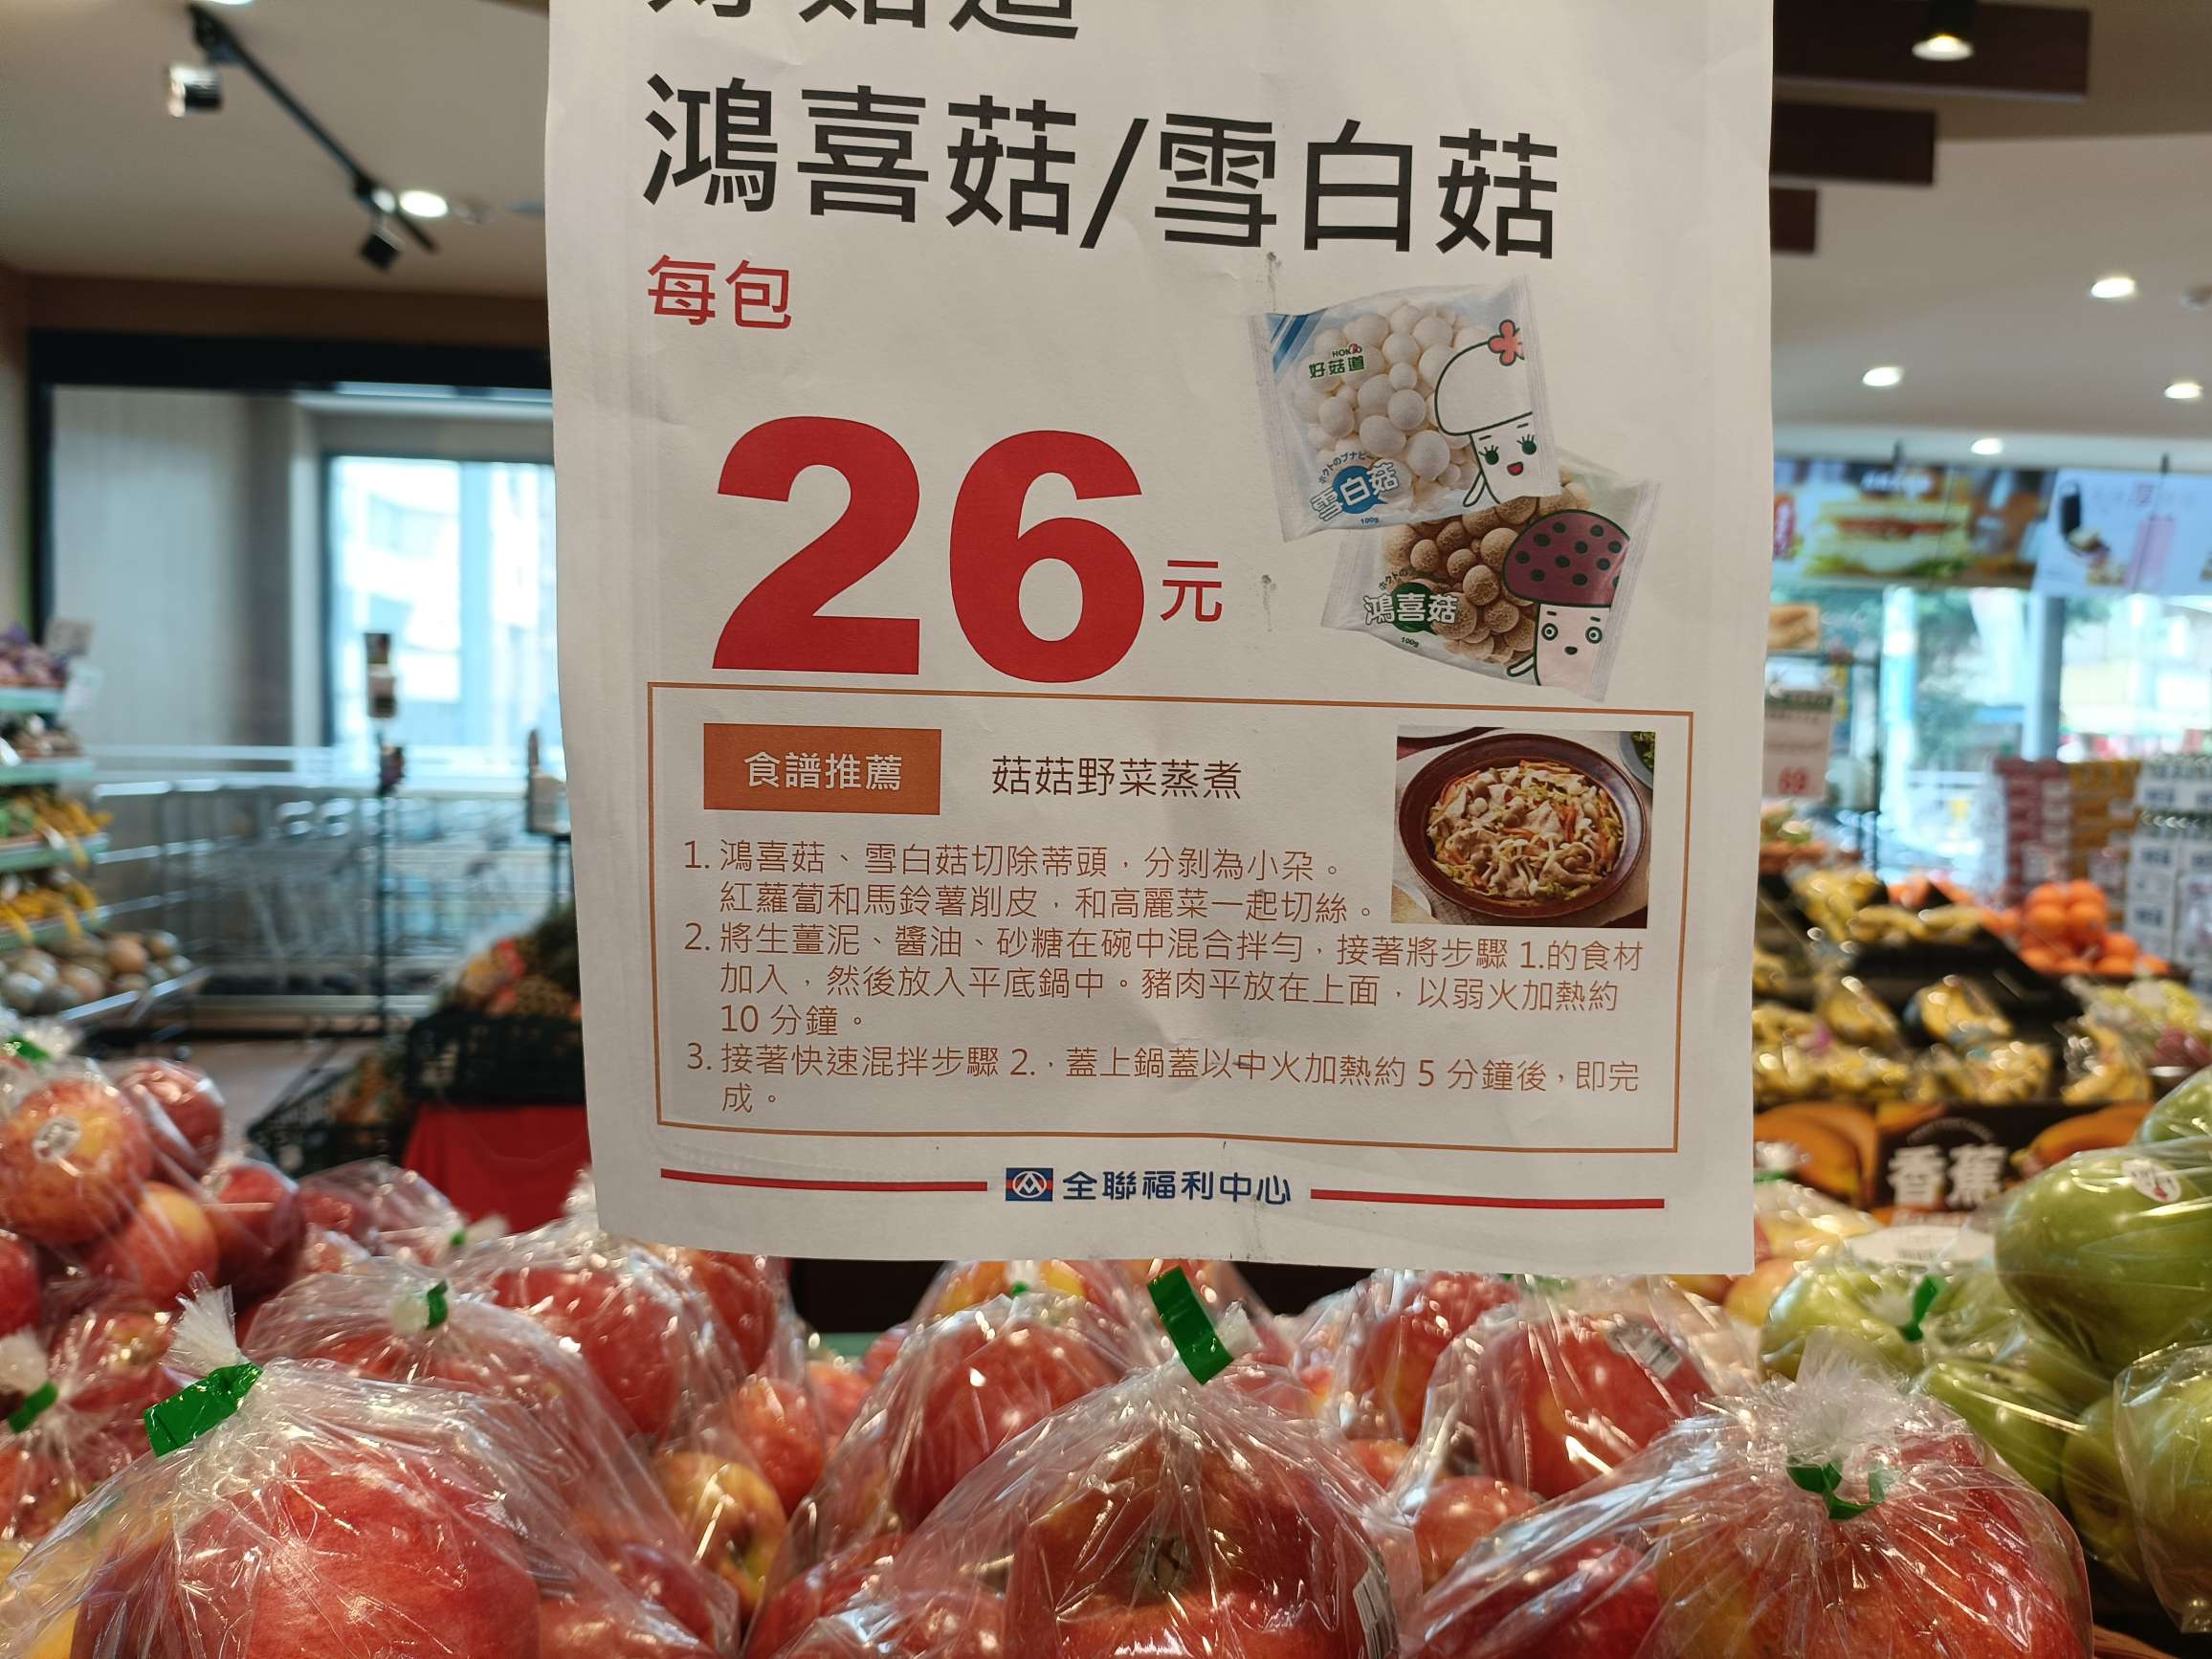 好菇道
鴻喜菇/雪白菇
每包
26元
HOKTO
好菇道
雪白菇
100g
鴻喜菇
100g
食譜推薦
菇菇野菜蒸煮
1. 鴻喜菇、雪白菇切除蒂頭，分剝為小朶。
紅蘿蔔和馬鈴薯削皮，和高麗菜一起切絲。
2. 將生薑泥、醬油、砂糖在碗中混合拌勻，接著將步驟 1.的食材
加入，然後放入平底鍋中。豬肉平放在上面，以弱火加熱約
10 分鐘。
3. 接著快速混拌步驟 2.，蓋上鍋蓋以中火加熱約 5 分鐘後，即完
成。
全聯福利中心
69
香蕉